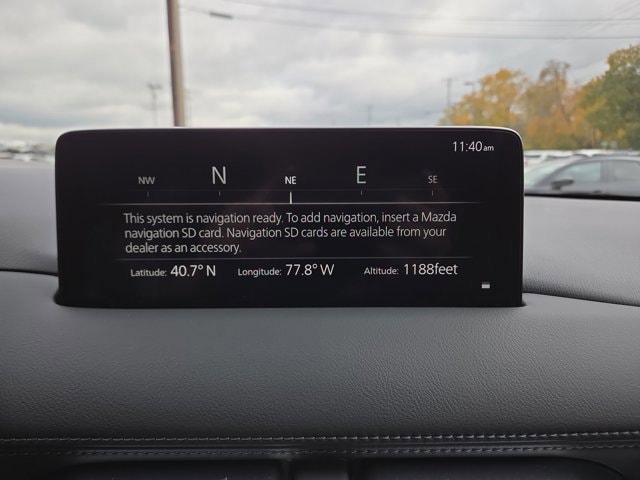 11:40am
NW N NE E SE
This system is navigation ready. To add navigation, insert a Mazda
navigation SD card. Navigation SD cards are available from your
dealer as an accessory.
Latitude: 40.7° N Longitude: 77.8° W Altitude: 1188feet